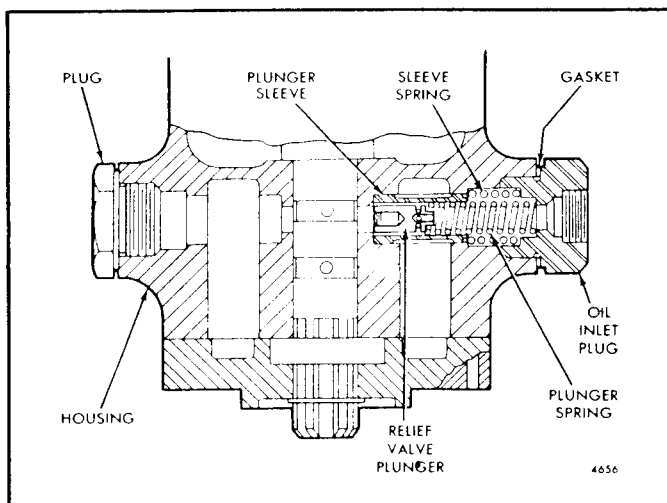 PLUG
PLUNGER
SLEEVE
SLEEVE
SPRING
GASKET
OIL
INLET
PLUG
PLUNGER
SPRING
HOUSING
RELIEF
VALVE
PLUNGER
4656